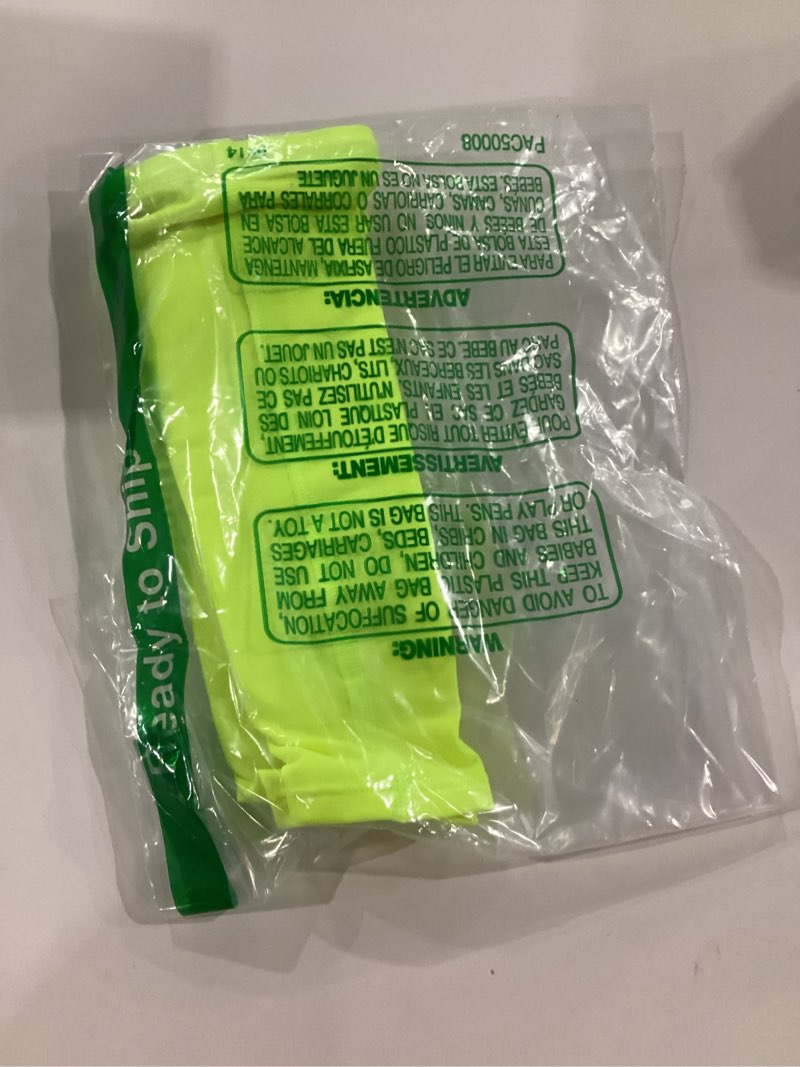 WARNING:
TO AVOID DANGER OF SUFFOCATION,
KEEP THIS PLASTIC BAG AWAY FROM
BABIES AND CHILDREN, DO NOT USE
THIS BAG IN CRIBS, BEDS, CARRIAGES
OR PLAY PENS. THIS BAG IS NOT A TOY.
AVERTISSEMENT:
POUR ÉVITER TOUT RISQUE D'ÉTOUFFEMENT,
GARDEZ CE SAC EN PLASTIQUE LOIN DES
BÉBÉS ET LES ENFANTS. N'UTILISEZ PAS CE
SAC DANS LES BERCEAUX, LITS, CHARIOTS OU
PARC AU BEBE. CE SAC N'EST PAS UN JOUET.
ADVERTENCIA:
PARA EVITAR EL PELIGRO DE ASFIXIA, MANTENGA
ESTA BOLSA DE PLASTICO FUERA DEL ALCANCE
DE BEBES Y NINOS. NO USAR ESTA BOLSA EN
CUNAS, CAMAS, CARRIOLAS O CORRALES PARA
BEBES. ESTA BOLSA NO ES UN JUGUETE
PAC50008
Ready to Ship